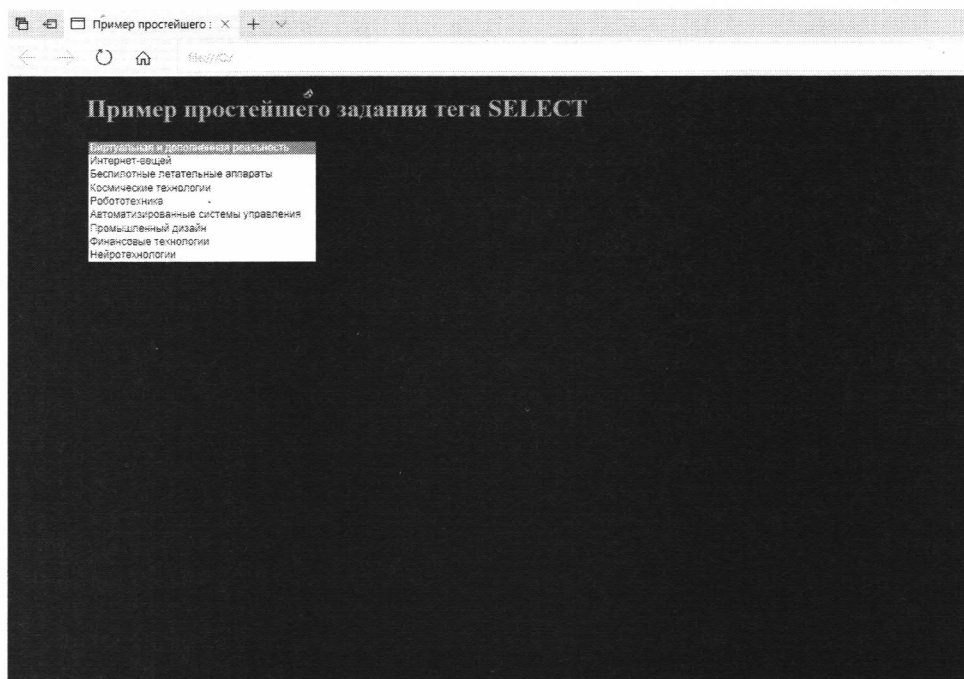 Пример простейшего :
file:///D:/
Пример простейшего задания тега SELECT
Виртуальная и дополненная реальность
Интернет-вещей
Беспилотные летательные аппараты
Космические технологии
Робототехника
Автоматизированные системы управления
Промышленный дизайн
Финансовые технологии
Нейротехнологии